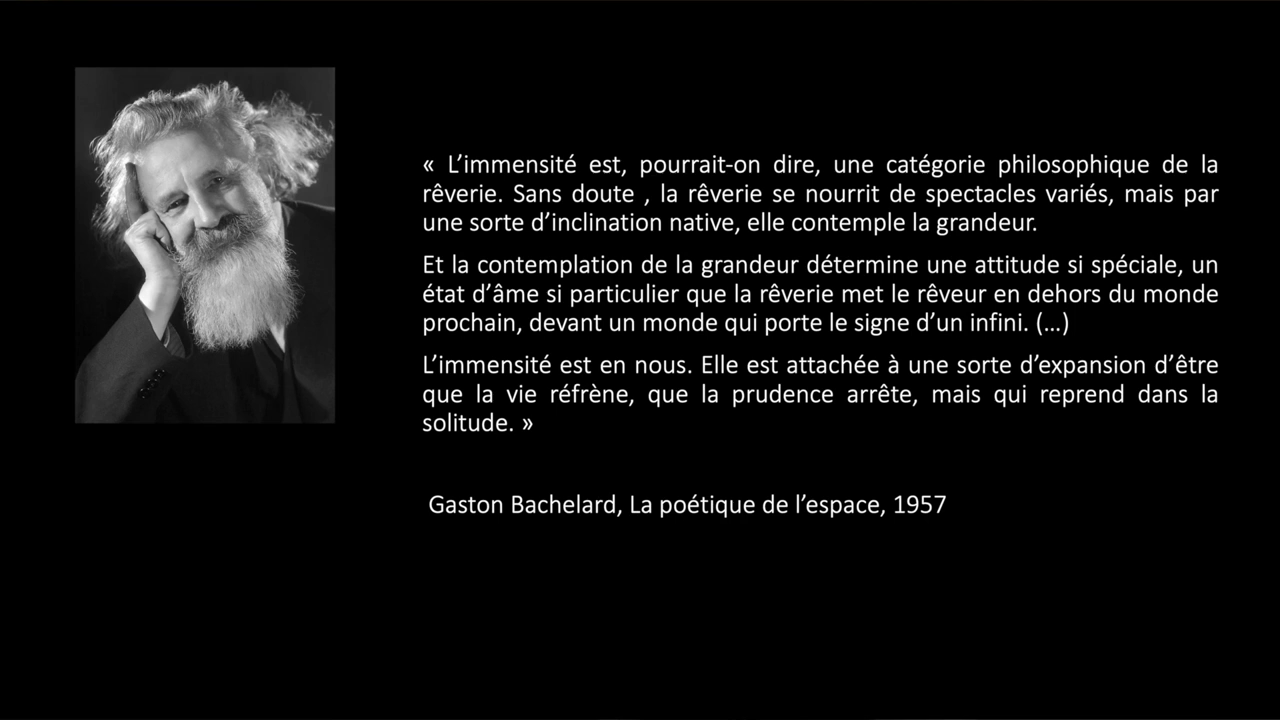 « L’immensité est, pourrait-on dire, une catégorie philosophique de la
rêverie. Sans doute , la rêverie se nourrit de spectacles variés, mais par
une sorte d’inclination native, elle contemple la grandeur.
Et la contemplation de la grandeur détermine une attitude si spéciale, un
état d’âme si particulier que la rêverie met le rêveur en dehors du monde
prochain, devant un monde qui porte le signe d’un infini. (…)
L’immensité est en nous. Elle est attachée à une sorte d’expansion d’être
que la vie réfrène, que la prudence arrête, mais qui reprend dans la
solitude. »
Gaston Bachelard, La poétique de l’espace, 1957